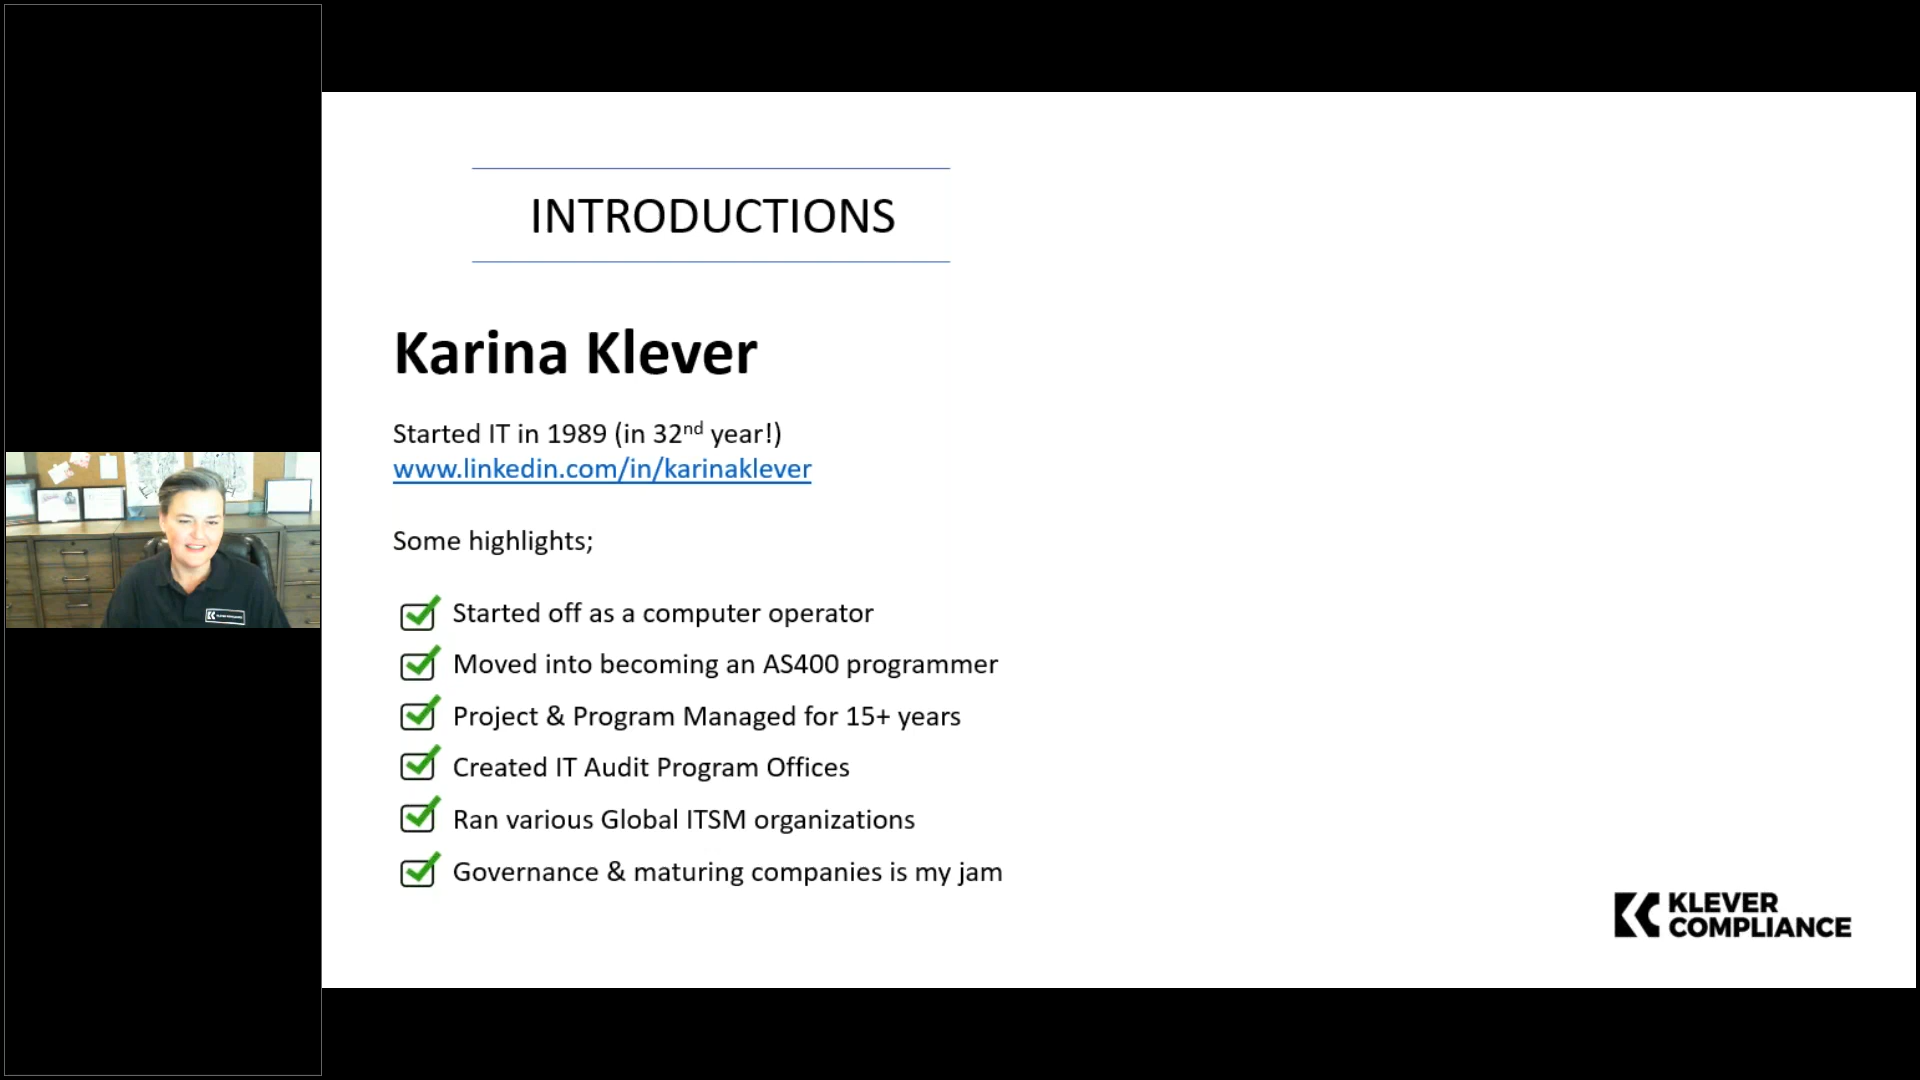 INTRODUCTIONS
Karina Klever
Started IT in 1989 (in 32nd year!)
www.linkedin.com/in/karinaklever
Some highlights;
Started off as a computer operator
Moved into becoming an AS400 programmer
Project & Program Managed for 15+ years
Created IT Audit Program Offices
Ran various Global ITSM organizations
Governance & maturing companies is my jam
KLEVER
COMPLIANCE